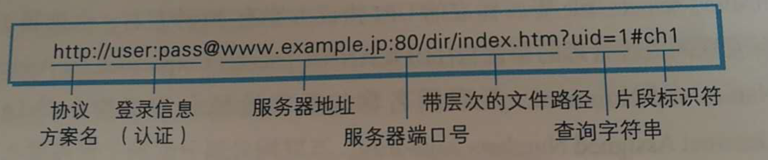 http://user:pass@www.example.jp:80/dir/index.htm?uid=1#ch1
协议 登录信息 服务器地址 带层次的文件路径 片段标识符
方案名 （认证） 服务器端口号 查询字符串